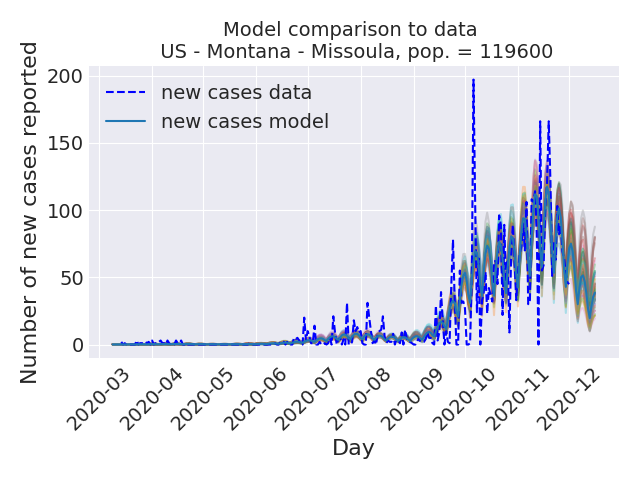 Model comparison to data
US - Montana - Missoula, pop. = 119600
Number of new cases reported
200
150
100
50
0
new cases data
new cases model
2020-03
2020-04
2020-05
2020-06
2020-07
2020-08
2020-09
2020-10
2020-11
2020-12
Day